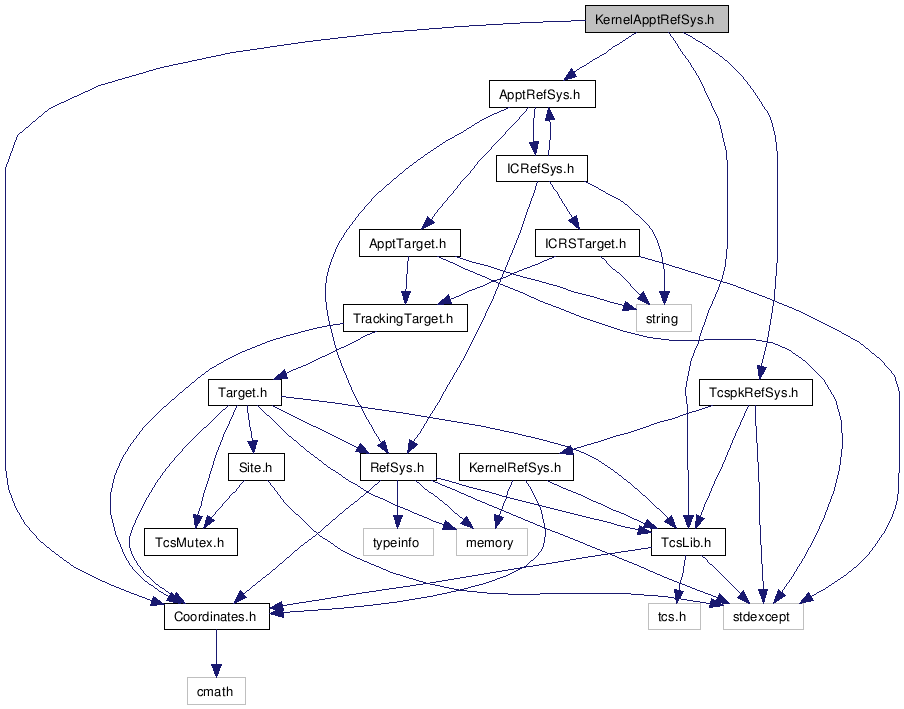 KernelApptRefSys.h
ApptRefSys.h
ICRefSys.h
ApptTarget.h
ICRSTarget.h
TrackingTarget.h
string
Target.h
TcspkRefSys.h
Site.h
RefSys.h
KernelRefSys.h
TcsMutex.h
typeinfo
memory
TcsLib.h
Coordinates.h
tcs.h
stdexcept
cmath